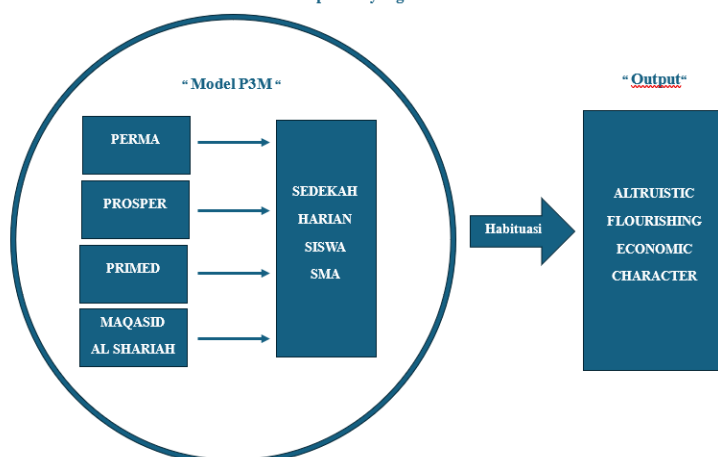 “ Model P3M “
“ Output“
PERMA
PROSPER
PRIMED
MAQASID
AL SHARIAH
SEDEKAH
HARIAN
SISWA
SMA
Habituasi
ALTRUISTIC
FLOURISHING
ECONOMIC
CHARACTER